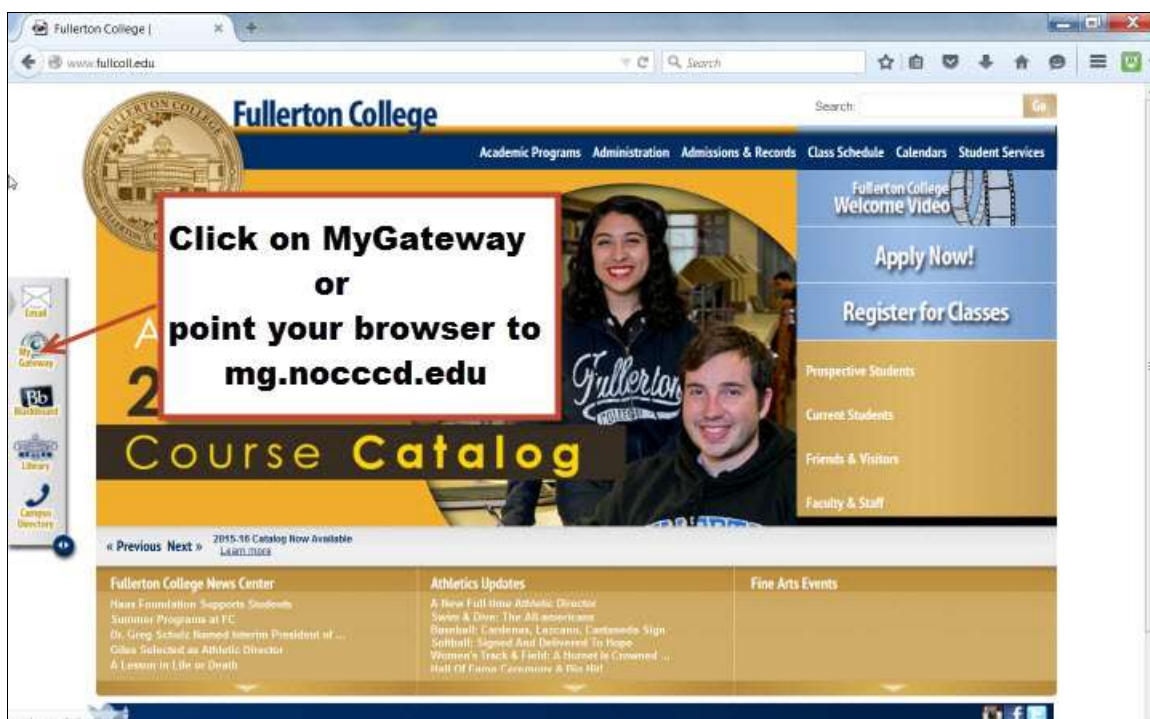 Fullerton College |
www.fullcoll.edu
Search
Fullerton College
Search:
Go
Academic Programs Administration Admissions & Records Class Schedule Calendars Student Services
Fullerton College
Welcome Video
Apply Now!
Register for Classes
Prospective Students
Current Students
Friends & Visitors
Faculty & Staff
Click on MyGateway
or
point your browser to
mg.nocccd.edu
Email
My
Gateway
Bb
Blackboard
Library
Campus
Directory
A
2
Course Catalog
Fullerton
COLLEGE
« Previous Next »
2015-16 Catalog Now Available
Learn more
Fullerton College News Center
Haas Foundation Supports Students
Summer Programs at FC
Dr. Greg Schulz Named Interim President of ...
Giles Selected as Athletic Director
A Lesson in Life or Death
Athletics Updates
A New Full-time Athletic Director
Swim & Dive: The All-americans
Baseball: Cardenas, Lazcano, Castaneda Sign
Softball: Signed And Delivered To Hope
Women's Track & Field: A Hornet Is Crowned ...
Hall Of Fame Ceremony A Big Hit!
Fine Arts Events